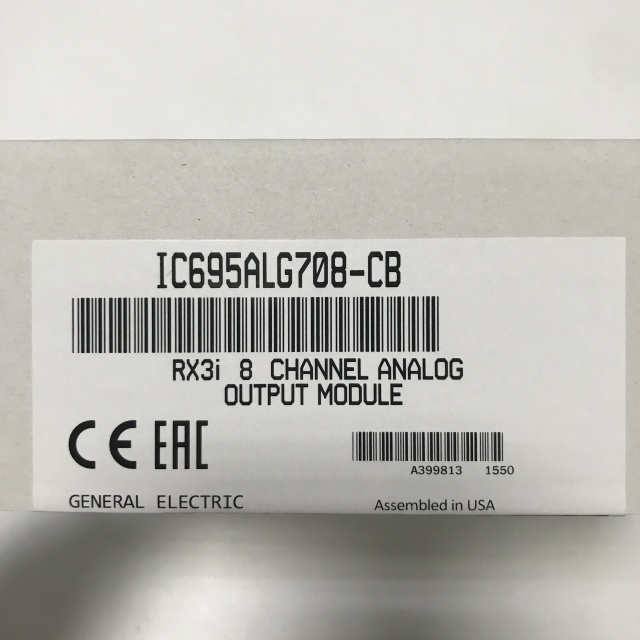 IC695ALG708-CB
RX3i 8 CHANNEL ANALOG
OUTPUT MODULE
CE EAC
A399813 1550
GENERAL ELECTRIC Assembled in USA